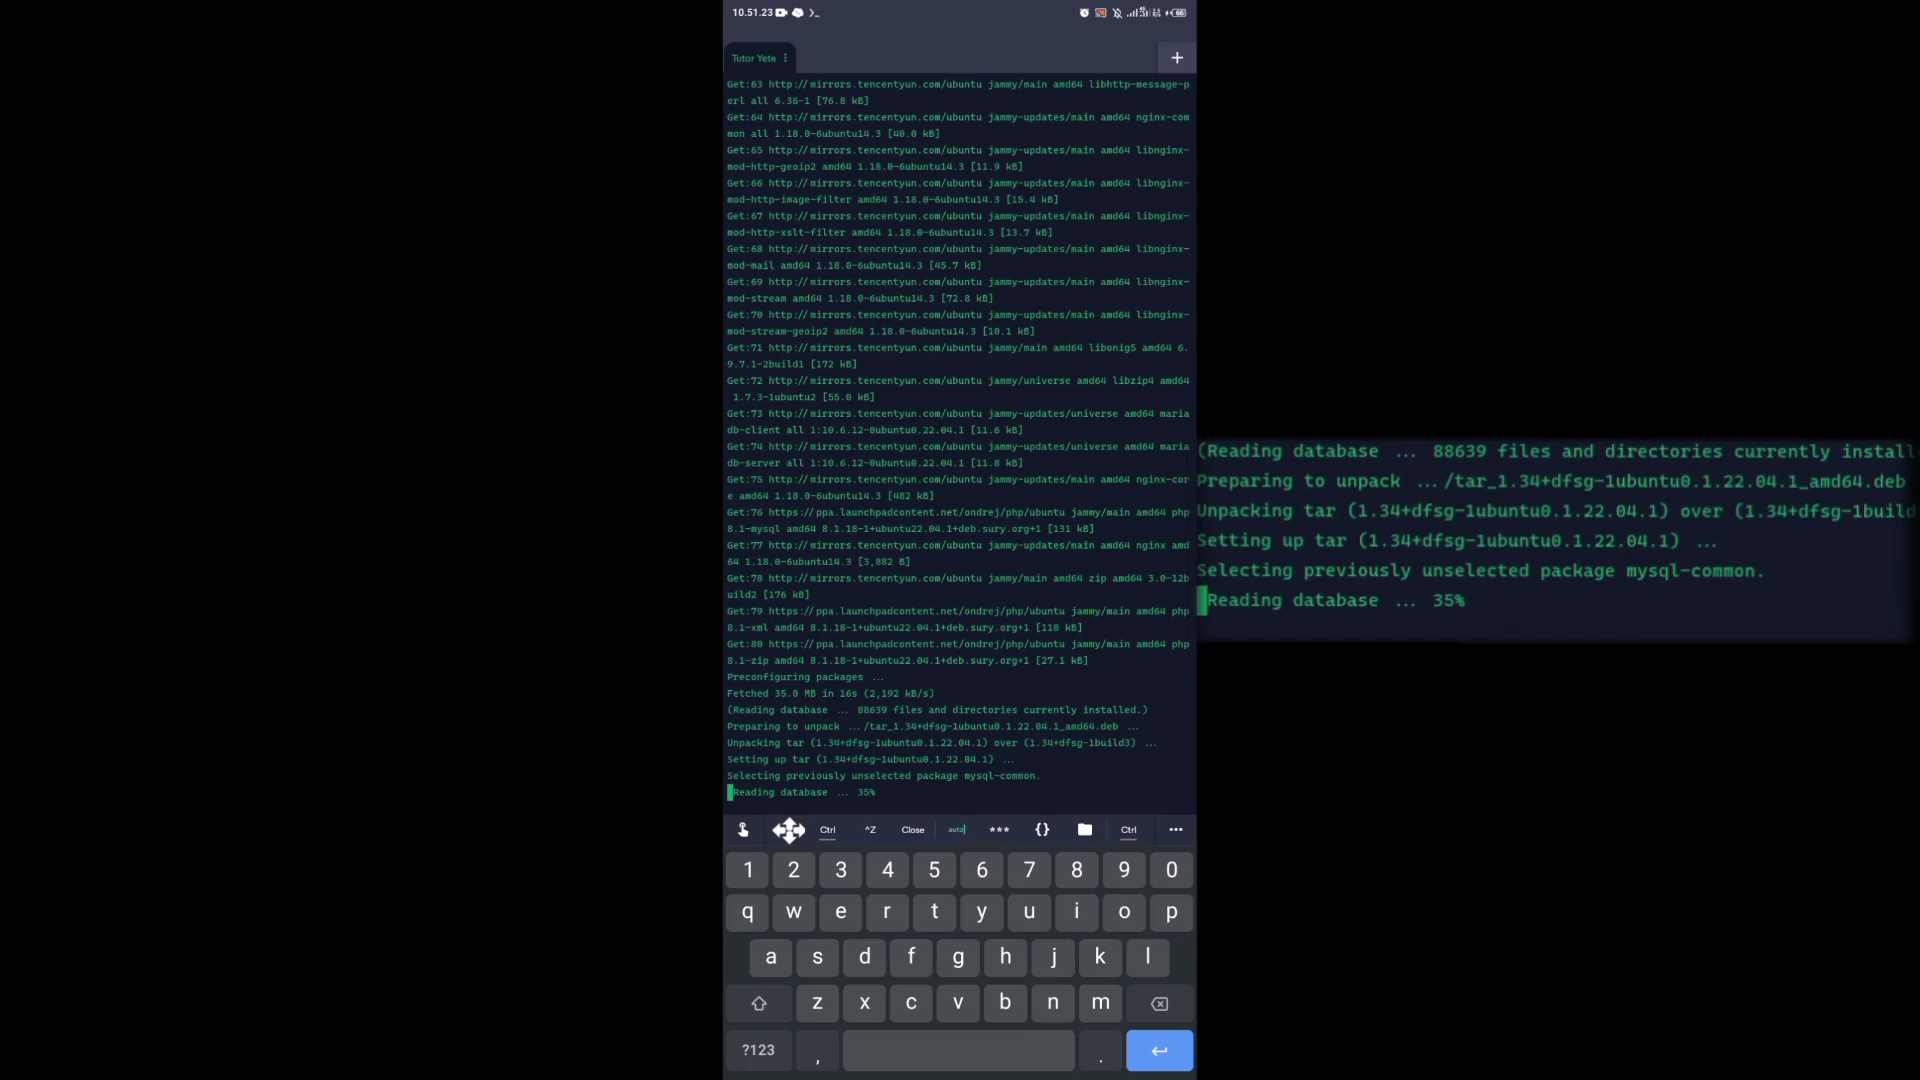 10.51.23
66
Tutor Yete
Get:63 http://mirrors.tencentyun.com/ubuntu jammy/main amd64 libhttp-message-p
erl all 6.36-1 [76.8 kB]
Get:64 http://mirrors.tencentyun.com/ubuntu jammy-updates/main amd64 nginx-com
mon all 1.18.0-6ubuntu14.3 [40.0 kB]
Get:65 http://mirrors.tencentyun.com/ubuntu jammy-updates/main amd64 libnginx-
mod-http-geoip2 amd64 1.18.0-6ubuntu14.3 [11.9 kB]
Get:66 http://mirrors.tencentyun.com/ubuntu jammy-updates/main amd64 libnginx-
mod-http-image-filter amd64 1.18.0-6ubuntu14.3 [15.4 kB]
Get:67 http://mirrors.tencentyun.com/ubuntu jammy-updates/main amd64 libnginx-
mod-http-xslt-filter amd64 1.18.0-6ubuntu14.3 [13.7 kB]
Get:68 http://mirrors.tencentyun.com/ubuntu jammy-updates/main amd64 libnginx-
mod-mail amd64 1.18.0-6ubuntu14.3 [45.7 kB]
Get:69 http://mirrors.tencentyun.com/ubuntu jammy-updates/main amd64 libnginx-
mod-stream amd64 1.18.0-6ubuntu14.3 [72.8 kB]
Get:70 http://mirrors.tencentyun.com/ubuntu jammy-updates/main amd64 libnginx-
mod-stream-geoip2 amd64 1.18.0-6ubuntu14.3 [10.1 kB]
Get:71 http://mirrors.tencentyun.com/ubuntu jammy/main amd64 libonig5 amd64 6.
9.7.1-2build1 [172 kB]
Get:72 http://mirrors.tencentyun.com/ubuntu jammy/universe amd64 libzip4 amd64
1.7.3-1ubuntu2 [55.0 kB]
Get:73 http://mirrors.tencentyun.com/ubuntu jammy-updates/universe amd64 maria
db-client all 1:10.6.12-0ubuntu0.22.04.1 [11.6 kB]
Get:74 http://mirrors.tencentyun.com/ubuntu jammy-updates/universe amd64 maria
db-server all 1:10.6.12-0ubuntu0.22.04.1 [11.8 kB]
Get:75 http://mirrors.tencentyun.com/ubuntu jammy-updates/main amd64 nginx-cor
e amd64 1.18.0-6ubuntu14.3 [482 kB]
Get:76 https://ppa.launchpadcontent.net/ondrej/php/ubuntu jammy/main amd64 php
8.1-mysql amd64 8.1.18-1+ubuntu22.04.1+deb.sury.org+1 [131 kB]
Get:77 http://mirrors.tencentyun.com/ubuntu jammy-updates/main amd64 nginx amd
64 1.18.0-6ubuntu14.3 [3,882 B]
Get:78 http://mirrors.tencentyun.com/ubuntu jammy/main amd64 zip amd64 3.0-12b
uild2 [176 kB]
Get:79 https://ppa.launchpadcontent.net/ondrej/php/ubuntu jammy/main amd64 php
8.1-xml amd64 8.1.18-1+ubuntu22.04.1+deb.sury.org+1 [118 kB]
Get:80 https://ppa.launchpadcontent.net/ondrej/php/ubuntu jammy/main amd64 php
8.1-zip amd64 8.1.18-1+ubuntu22.04.1+deb.sury.org+1 [27.1 kB]
Preconfiguring packages ...
Fetched 35.0 MB in 16s (2,192 kB/s)
(Reading database ... 88639 files and directories currently installed.)
Preparing to unpack .../tar_1.34+dfsg-1ubuntu0.1.22.04.1_amd64.deb ...
Unpacking tar (1.34+dfsg-1ubuntu0.1.22.04.1) over (1.34+dfsg-1build3) ...
Setting up tar (1.34+dfsg-1ubuntu0.1.22.04.1) ...
Selecting previously unselected package mysql-common.
Reading database ... 35%
Ctrl ^Z Close auto *** {} Ctrl
1 2 3 4 5 6 7 8 9 0
q w e r t y u i o p
a s d f g h j k l
z x c v b n m
?123 , .
(Reading database ... 88639 files and directories currently install
Preparing to unpack .../tar_1.34+dfsg-1ubuntu0.1.22.04.1_amd64.deb
Unpacking tar (1.34+dfsg-1ubuntu0.1.22.04.1) over (1.34+dfsg-1build
Setting up tar (1.34+dfsg-1ubuntu0.1.22.04.1) ...
Selecting previously unselected package mysql-common.
Reading database ... 35%